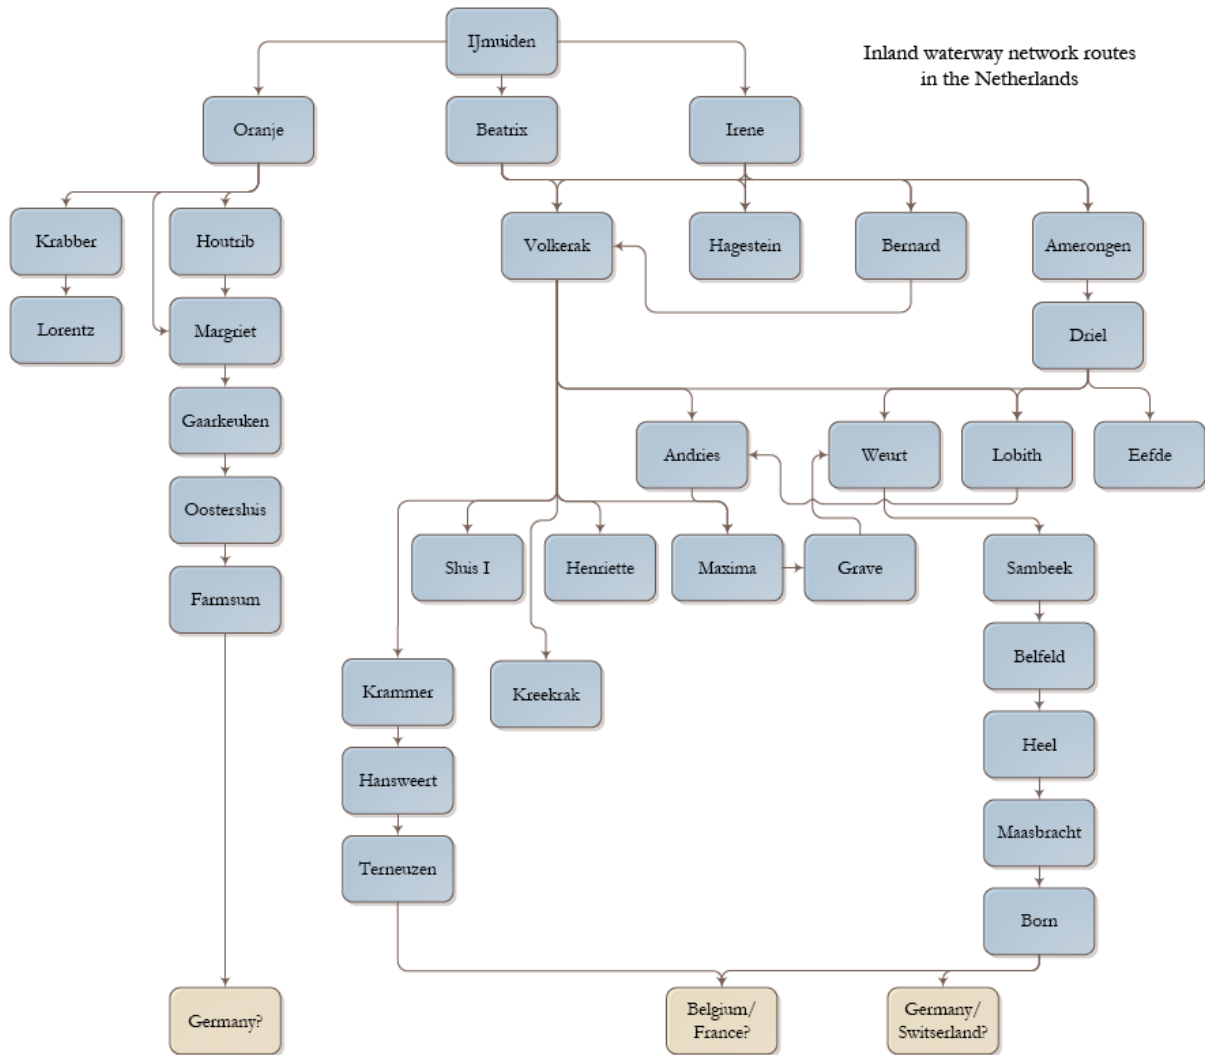 IJmuiden
Inland waterway network routes
in the Netherlands
Oranje
Beatrix
Irene
Krabber
Houtrib
Volkerak
Hagestein
Bernard
Amerongen
Lorentz
Margriet
Driel
Gaarkeuken
Andries
Weurt
Lobith
Eefde
Oostersluis
Sluis I
Henriette
Maxima
Grave
Sambeek
Farmsum
Belfeld
Krammer
Kreekrak
Heel
Hansweert
Maasbracht
Terneuzen
Born
Germany?
Belgium/
France?
Germany/
Switserland?